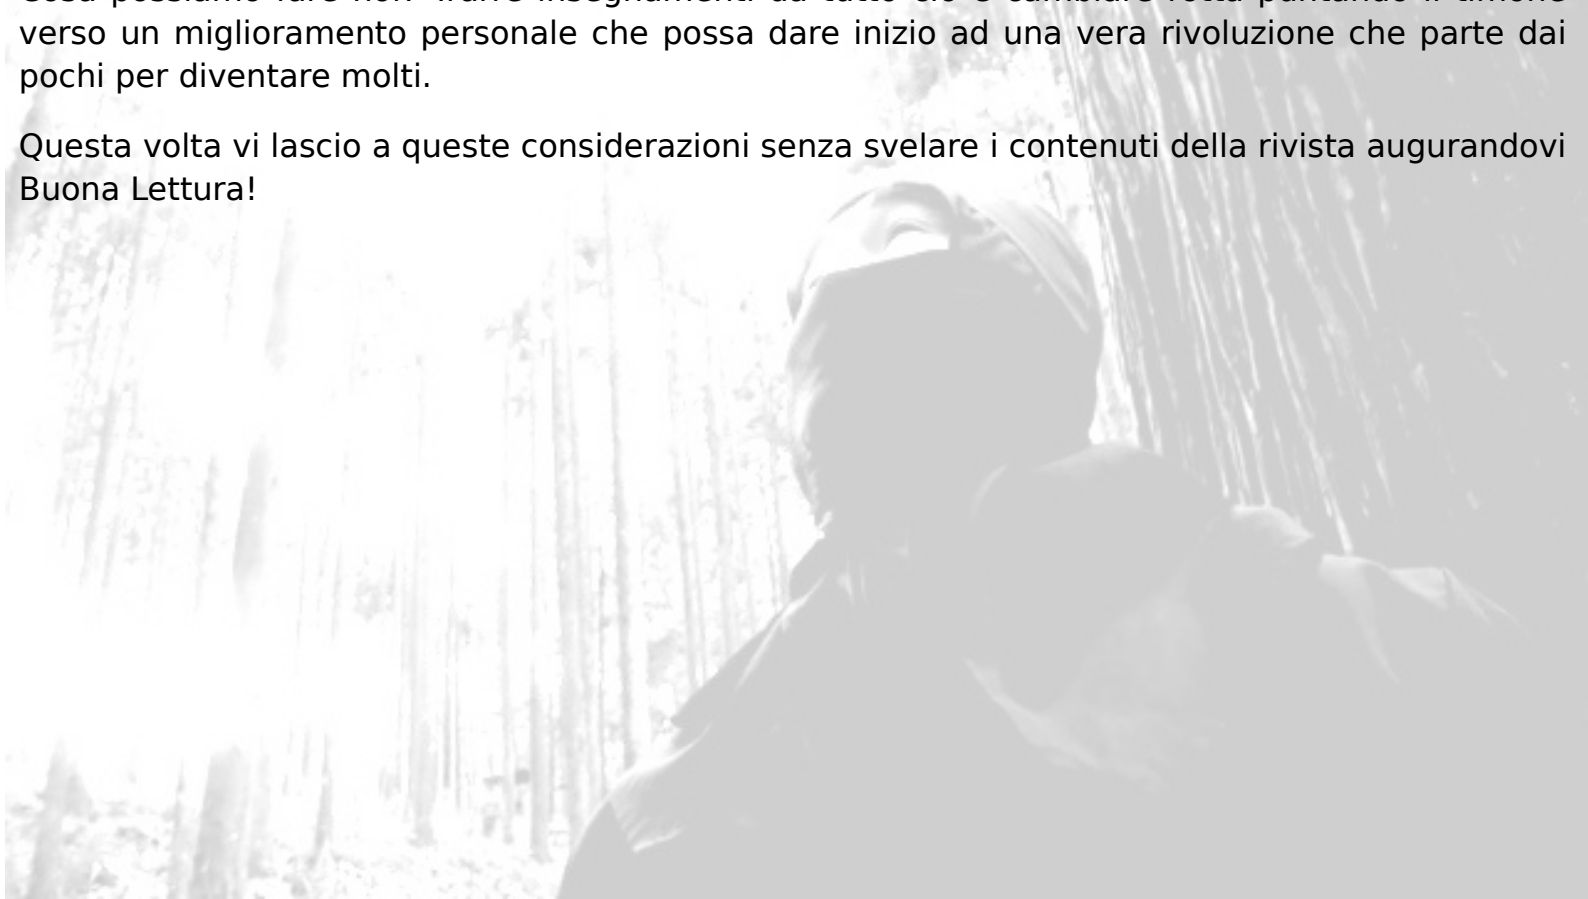 verso un miglioramento personale che possa dare inizio ad una vera rivoluzione che parte dai
pochi per diventare molti.
Questa volta vi lascio a queste considerazioni senza svelare i contenuti della rivista augurandovi
Buona Lettura!